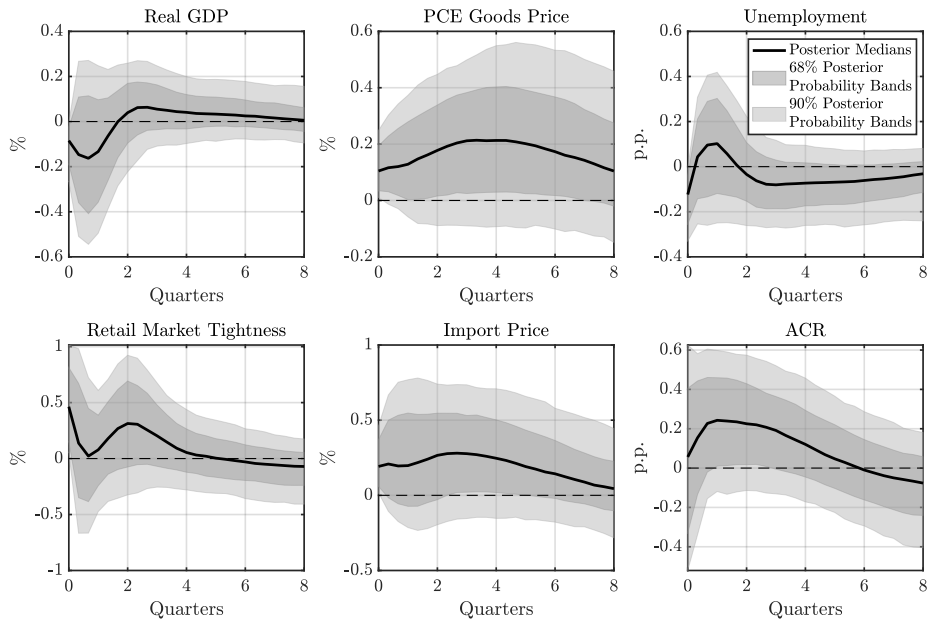 Real GDP
0.4
0.2
0
-0.2
-0.4
-0.6
%
0 2 4 6 8
Quarters
PCE Goods Price
0.6
0.4
0.2
0
0.2
%
0 2 4 6 8
Quarters
Unemployment
0.6
0.4
0.2
0
-0.2
-0.4
p.p.
Posterior Medians
68% Posterior
Probability Bands
90% Posterior
Probability Bands
0 2 4 6 8
Quarters
Retail Market Tightness
1
0.5
0
-0.5
-1
%
0 2 4 6 8
Quarters
Import Price
1
0.5
0
-0.5
%
0 2 4 6 8
Quarters
ACR
0.6
0.4
0.2
0
-0.2
-0.4
p.p.
0 2 4 6 8
Quarters